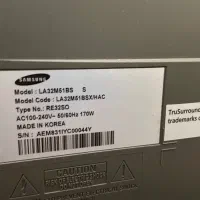 SAMSUNG
Model : LA32M51BS S
Model Code : LA32M51BSX/HAC
Type No.: RE32SO
AC100-240V~ 50/60Hz 170W
MADE IN KOREA
S/N : AEM831IYC00044Y
TruSurround
trademarks o